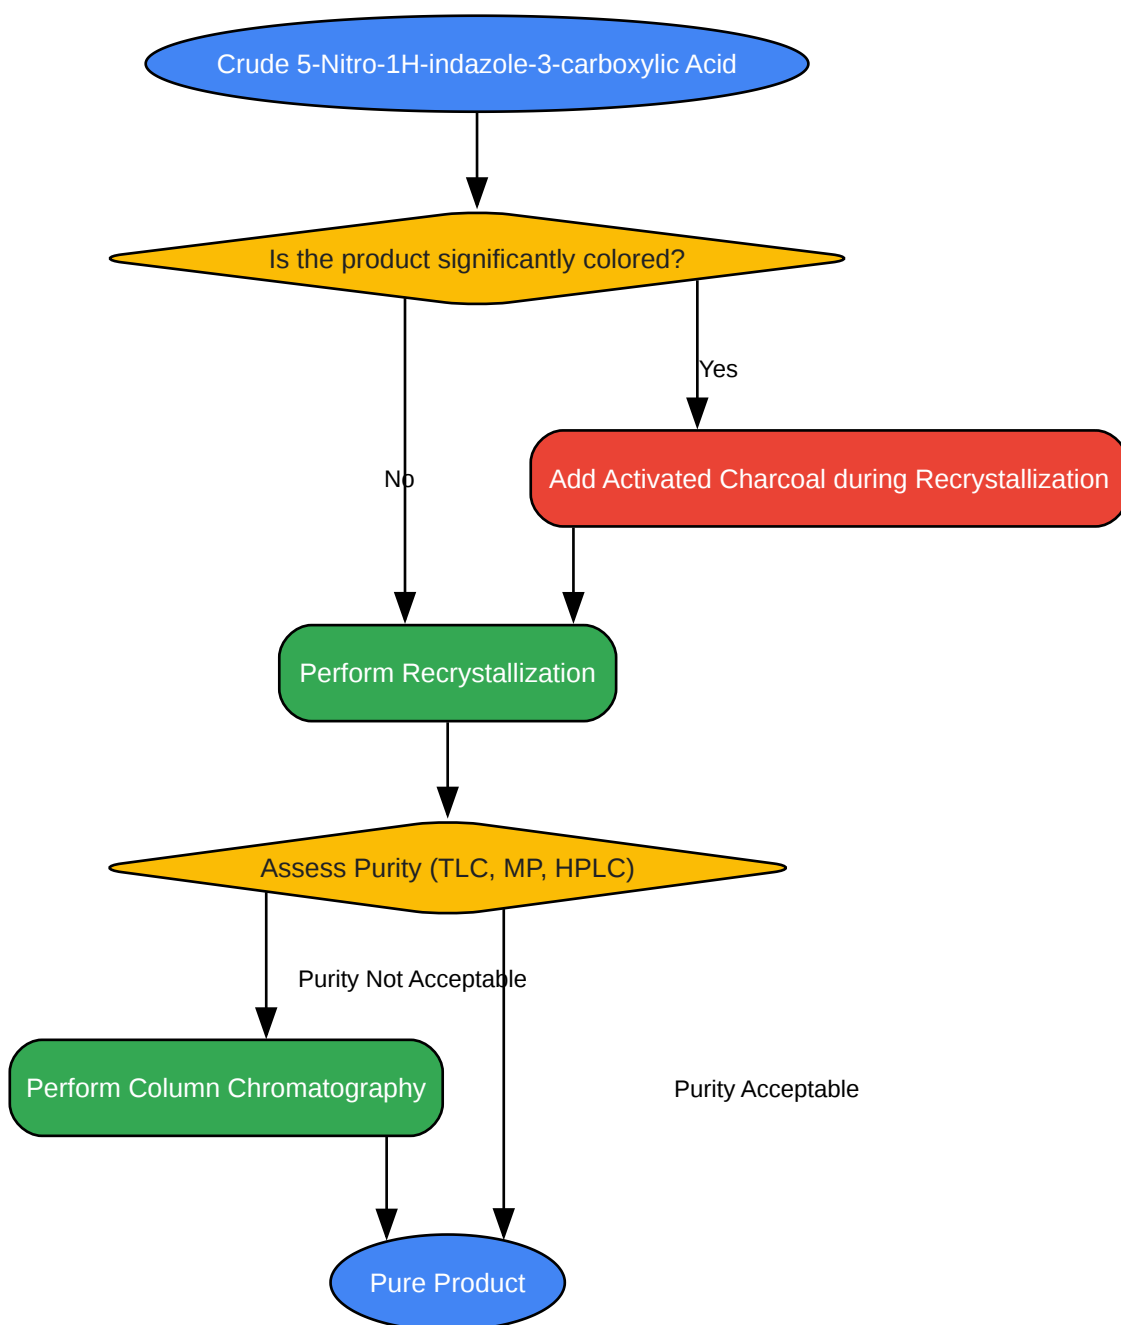 Crude 5-Nitro-1H-indazole-3-carboxylic Acid
Is the product significantly colored?
Yes
No
Add Activated Charcoal during Recrystallization
Perform Recrystallization
Assess Purity (TLC, MP, HPLC)
Purity Not Acceptable
Perform Column Chromatography
Purity Acceptable
Pure Product